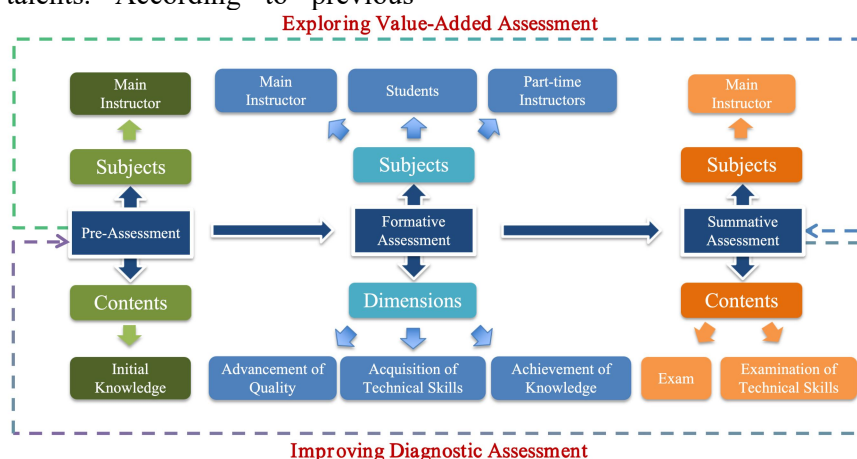 talents. According to previous
Exploring Value-Added Assessment
Main
Instructor
Main
Instructor
Students
Part-time
Instructors
Main
Instructor
Subjects
Subjects
Subjects
Pre-Assessment
Formative
Assessment
Summative
Assessment
Contents
Dimensions
Contents
Initial
Knowledge
Advancement of
Quality
Acquisition of
Technical Skills
Achievement of
Knowledge
Exam
Examination of
Technical Skills
Improving Diagnostic Assessment